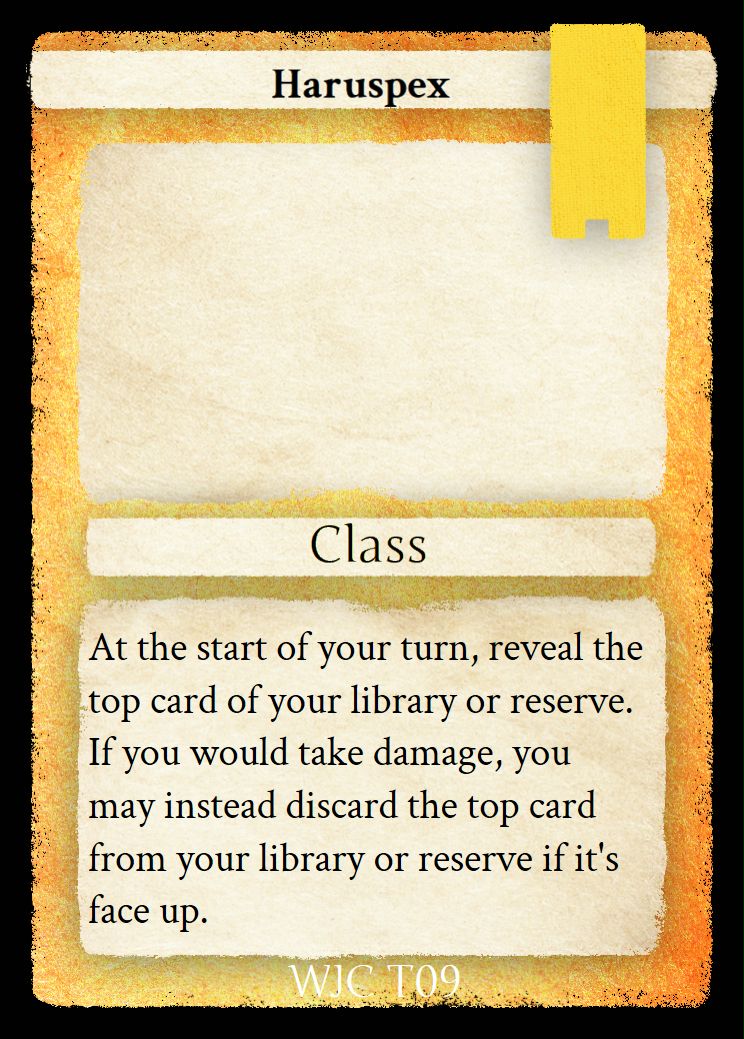 Haruspex
Class
At the start of your turn, reveal the
top card of your library or reserve.
If you would take damage, you
may instead discard the top card
from your library or reserve if it's
face up.
WJC T09